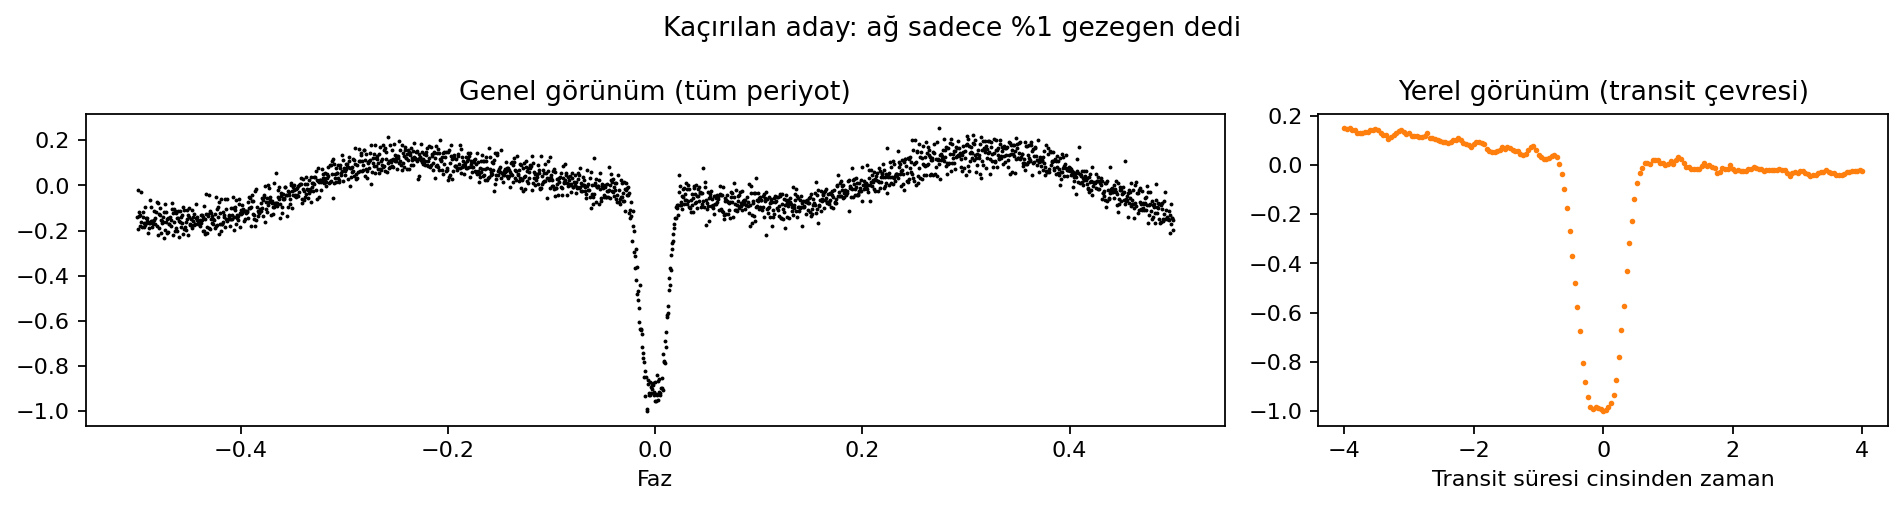 Kaçırılan aday: ağ sadece %1 gezegen dedi
Genel görünüm (tüm periyot)
0.2
0.0
−0.2
−0.4
−0.6
−0.8
−1.0
−0.4 −0.2 0.0 0.2 0.4
Faz
Yerel görünüm (transit çevresi)
0.2
0.0
−0.2
−0.4
−0.6
−0.8
−1.0
−4 −2 0 2 4
Transit süresi cinsinden zaman